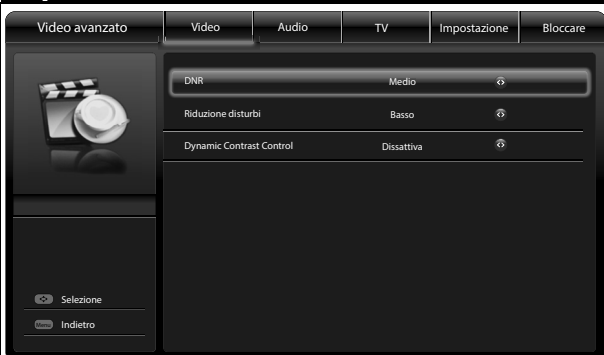 Video avanzato Video Audio TV Impostazione Bloccare
DNR Medio
Riduzione disturbi Basso
Dynamic Contrast Control Dissattiva
Selezione
Menu Indietro